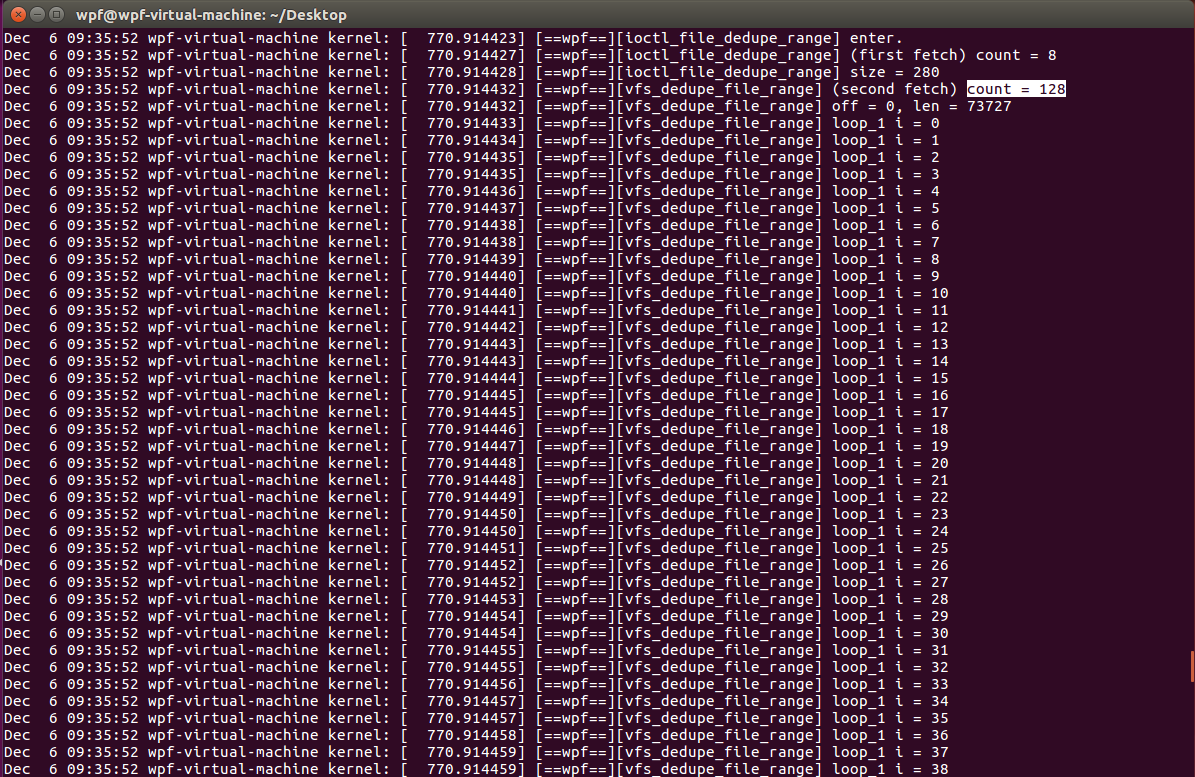 wpf@wpf-virtual-machine: ~/Desktop
Dec  6 09:35:52 wpf-virtual-machine kernel: [  770.914423] [==wpf==][ioctl_file_dedupe_range] enter.
Dec  6 09:35:52 wpf-virtual-machine kernel: [  770.914427] [==wpf==][ioctl_file_dedupe_range] (first fetch) count = 8
Dec  6 09:35:52 wpf-virtual-machine kernel: [  770.914428] [==wpf==][ioctl_file_dedupe_range] size = 280
Dec  6 09:35:52 wpf-virtual-machine kernel: [  770.914432] [==wpf==][vfs_dedupe_file_range] (second fetch) count = 128
Dec  6 09:35:52 wpf-virtual-machine kernel: [  770.914432] [==wpf==][vfs_dedupe_file_range] off = 0, len = 73727
Dec  6 09:35:52 wpf-virtual-machine kernel: [  770.914433] [==wpf==][vfs_dedupe_file_range] loop_1 i = 0
Dec  6 09:35:52 wpf-virtual-machine kernel: [  770.914434] [==wpf==][vfs_dedupe_file_range] loop_1 i = 1
Dec  6 09:35:52 wpf-virtual-machine kernel: [  770.914435] [==wpf==][vfs_dedupe_file_range] loop_1 i = 2
Dec  6 09:35:52 wpf-virtual-machine kernel: [  770.914435] [==wpf==][vfs_dedupe_file_range] loop_1 i = 3
Dec  6 09:35:52 wpf-virtual-machine kernel: [  770.914436] [==wpf==][vfs_dedupe_file_range] loop_1 i = 4
Dec  6 09:35:52 wpf-virtual-machine kernel: [  770.914437] [==wpf==][vfs_dedupe_file_range] loop_1 i = 5
Dec  6 09:35:52 wpf-virtual-machine kernel: [  770.914438] [==wpf==][vfs_dedupe_file_range] loop_1 i = 6
Dec  6 09:35:52 wpf-virtual-machine kernel: [  770.914438] [==wpf==][vfs_dedupe_file_range] loop_1 i = 7
Dec  6 09:35:52 wpf-virtual-machine kernel: [  770.914439] [==wpf==][vfs_dedupe_file_range] loop_1 i = 8
Dec  6 09:35:52 wpf-virtual-machine kernel: [  770.914440] [==wpf==][vfs_dedupe_file_range] loop_1 i = 9
Dec  6 09:35:52 wpf-virtual-machine kernel: [  770.914440] [==wpf==][vfs_dedupe_file_range] loop_1 i = 10
Dec  6 09:35:52 wpf-virtual-machine kernel: [  770.914441] [==wpf==][vfs_dedupe_file_range] loop_1 i = 11
Dec  6 09:35:52 wpf-virtual-machine kernel: [  770.914442] [==wpf==][vfs_dedupe_file_range] loop_1 i = 12
Dec  6 09:35:52 wpf-virtual-machine kernel: [  770.914443] [==wpf==][vfs_dedupe_file_range] loop_1 i = 13
Dec  6 09:35:52 wpf-virtual-machine kernel: [  770.914443] [==wpf==][vfs_dedupe_file_range] loop_1 i = 14
Dec  6 09:35:52 wpf-virtual-machine kernel: [  770.914444] [==wpf==][vfs_dedupe_file_range] loop_1 i = 15
Dec  6 09:35:52 wpf-virtual-machine kernel: [  770.914445] [==wpf==][vfs_dedupe_file_range] loop_1 i = 16
Dec  6 09:35:52 wpf-virtual-machine kernel: [  770.914445] [==wpf==][vfs_dedupe_file_range] loop_1 i = 17
Dec  6 09:35:52 wpf-virtual-machine kernel: [  770.914446] [==wpf==][vfs_dedupe_file_range] loop_1 i = 18
Dec  6 09:35:52 wpf-virtual-machine kernel: [  770.914447] [==wpf==][vfs_dedupe_file_range] loop_1 i = 19
Dec  6 09:35:52 wpf-virtual-machine kernel: [  770.914448] [==wpf==][vfs_dedupe_file_range] loop_1 i = 20
Dec  6 09:35:52 wpf-virtual-machine kernel: [  770.914448] [==wpf==][vfs_dedupe_file_range] loop_1 i = 21
Dec  6 09:35:52 wpf-virtual-machine kernel: [  770.914449] [==wpf==][vfs_dedupe_file_range] loop_1 i = 22
Dec  6 09:35:52 wpf-virtual-machine kernel: [  770.914450] [==wpf==][vfs_dedupe_file_range] loop_1 i = 23
Dec  6 09:35:52 wpf-virtual-machine kernel: [  770.914450] [==wpf==][vfs_dedupe_file_range] loop_1 i = 24
Dec  6 09:35:52 wpf-virtual-machine kernel: [  770.914451] [==wpf==][vfs_dedupe_file_range] loop_1 i = 25
Dec  6 09:35:52 wpf-virtual-machine kernel: [  770.914452] [==wpf==][vfs_dedupe_file_range] loop_1 i = 26
Dec  6 09:35:52 wpf-virtual-machine kernel: [  770.914452] [==wpf==][vfs_dedupe_file_range] loop_1 i = 27
Dec  6 09:35:52 wpf-virtual-machine kernel: [  770.914453] [==wpf==][vfs_dedupe_file_range] loop_1 i = 28
Dec  6 09:35:52 wpf-virtual-machine kernel: [  770.914454] [==wpf==][vfs_dedupe_file_range] loop_1 i = 29
Dec  6 09:35:52 wpf-virtual-machine kernel: [  770.914454] [==wpf==][vfs_dedupe_file_range] loop_1 i = 30
Dec  6 09:35:52 wpf-virtual-machine kernel: [  770.914455] [==wpf==][vfs_dedupe_file_range] loop_1 i = 31
Dec  6 09:35:52 wpf-virtual-machine kernel: [  770.914455] [==wpf==][vfs_dedupe_file_range] loop_1 i = 32
Dec  6 09:35:52 wpf-virtual-machine kernel: [  770.914456] [==wpf==][vfs_dedupe_file_range] loop_1 i = 33
Dec  6 09:35:52 wpf-virtual-machine kernel: [  770.914457] [==wpf==][vfs_dedupe_file_range] loop_1 i = 34
Dec  6 09:35:52 wpf-virtual-machine kernel: [  770.914457] [==wpf==][vfs_dedupe_file_range] loop_1 i = 35
Dec  6 09:35:52 wpf-virtual-machine kernel: [  770.914458] [==wpf==][vfs_dedupe_file_range] loop_1 i = 36
Dec  6 09:35:52 wpf-virtual-machine kernel: [  770.914459] [==wpf==][vfs_dedupe_file_range] loop_1 i = 37
Dec  6 09:35:52 wpf-virtual-machine kernel: [  770.914459] [==wpf==][vfs_dedupe_file_range] loop_1 i = 38